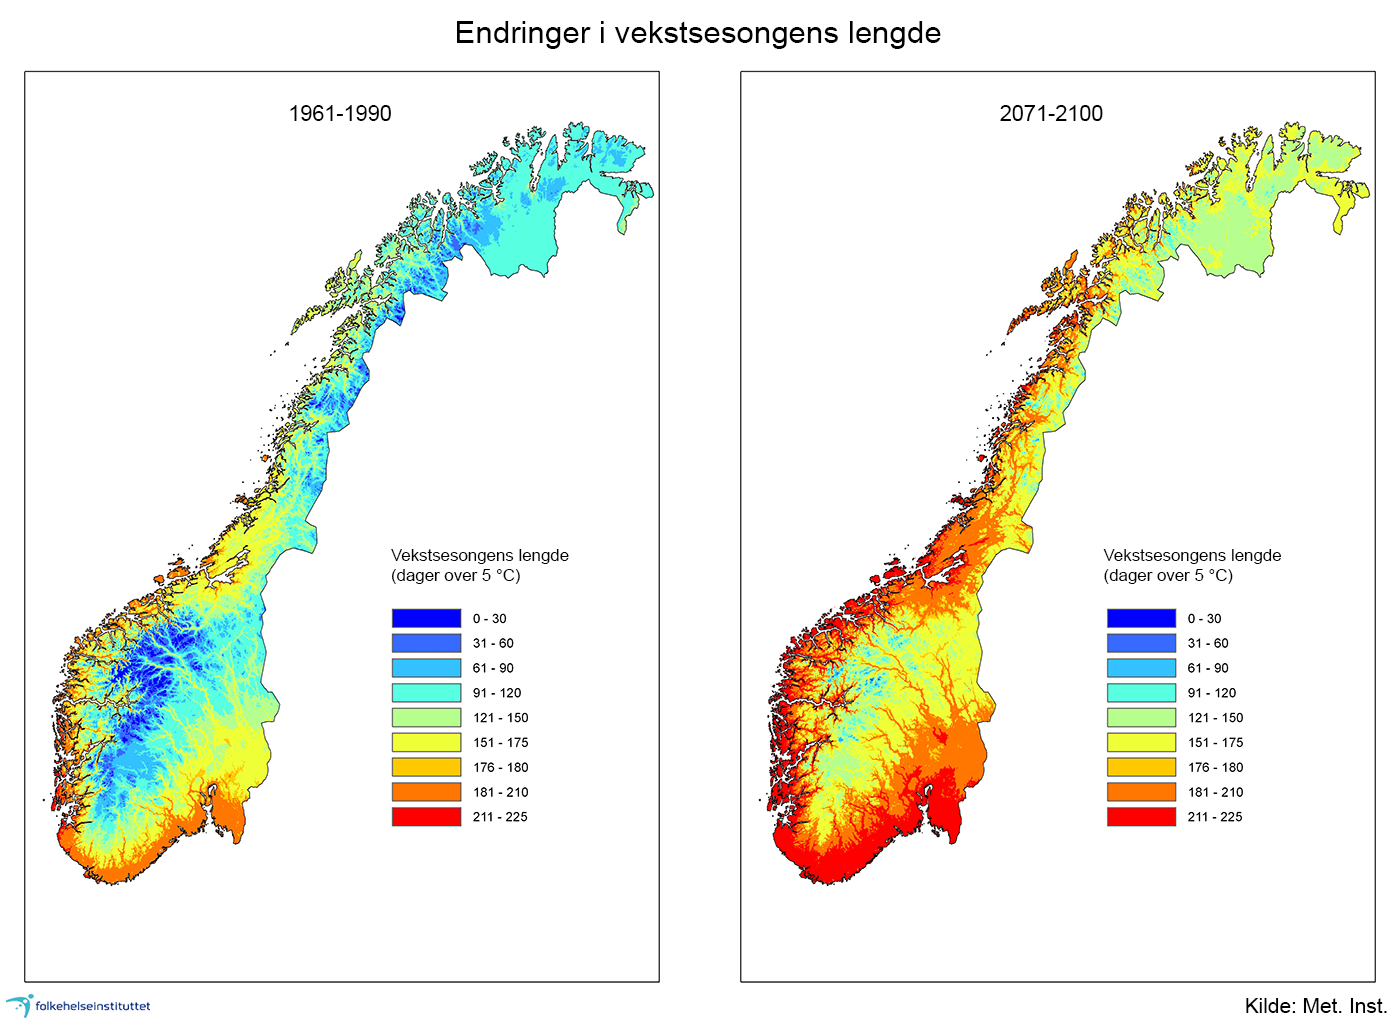 Endringer i vekstsesongens lengde
1961-1990
Vekstsesongens lengde
(dager over 5 °C)
0 - 30
31 - 60
61 - 90
91 - 120
121 - 150
151 - 175
176 - 180
181 - 210
211 - 225
2071-2100
Vekstsesongens lengde
(dager over 5 °C)
0 - 30
31 - 60
61 - 90
91 - 120
121 - 150
151 - 175
176 - 180
181 - 210
211 - 225
folkehelseinstituttet
Kilde: Met. Inst.